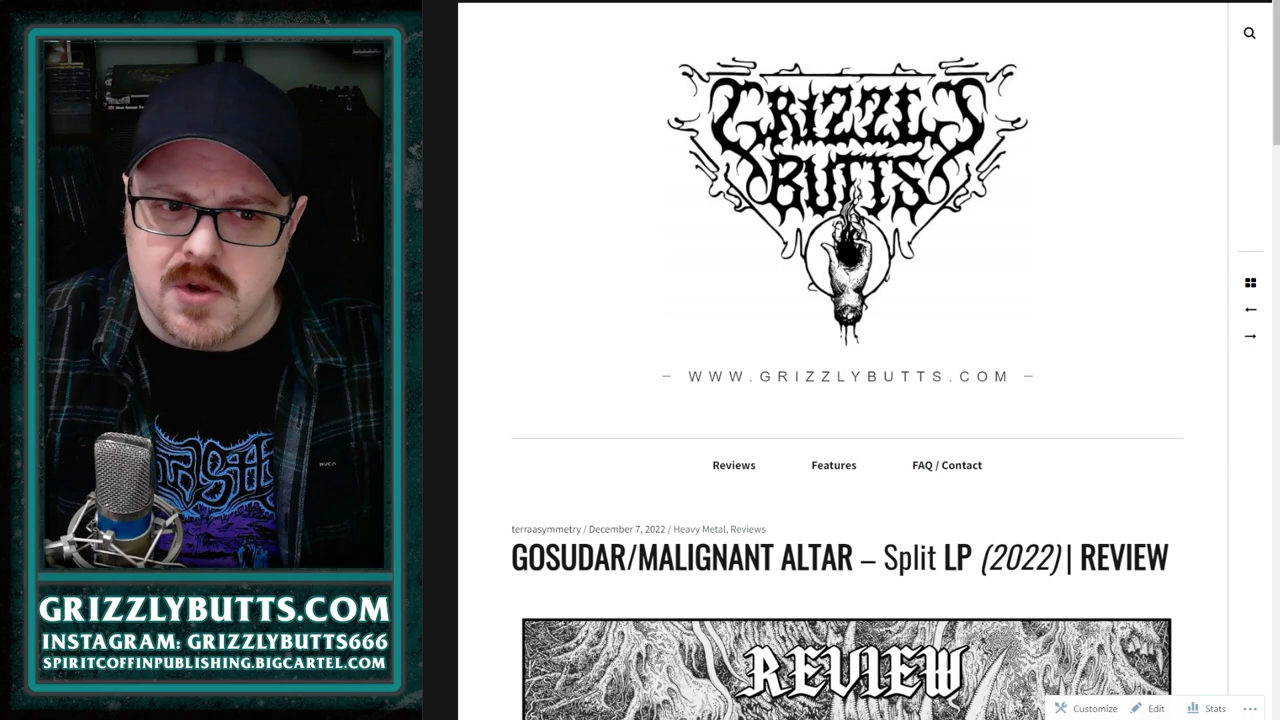 GRIZZLYBUTTS.COM
INSTAGRAM: GRIZZLYBUTTS666
SPIRITCOFFINPUBLISHING.BIGCARTEL.COM
GRIZZLY
BUTTS
— WWW.GRIZZLYBUTTS.COM —
Reviews Features FAQ / Contact
terraasymmetry / December 7, 2022 / Heavy Metal, Reviews
GOSUDAR/MALIGNANT ALTAR – Split LP (2022) | REVIEW
REVIEW
Customize Edit Stats